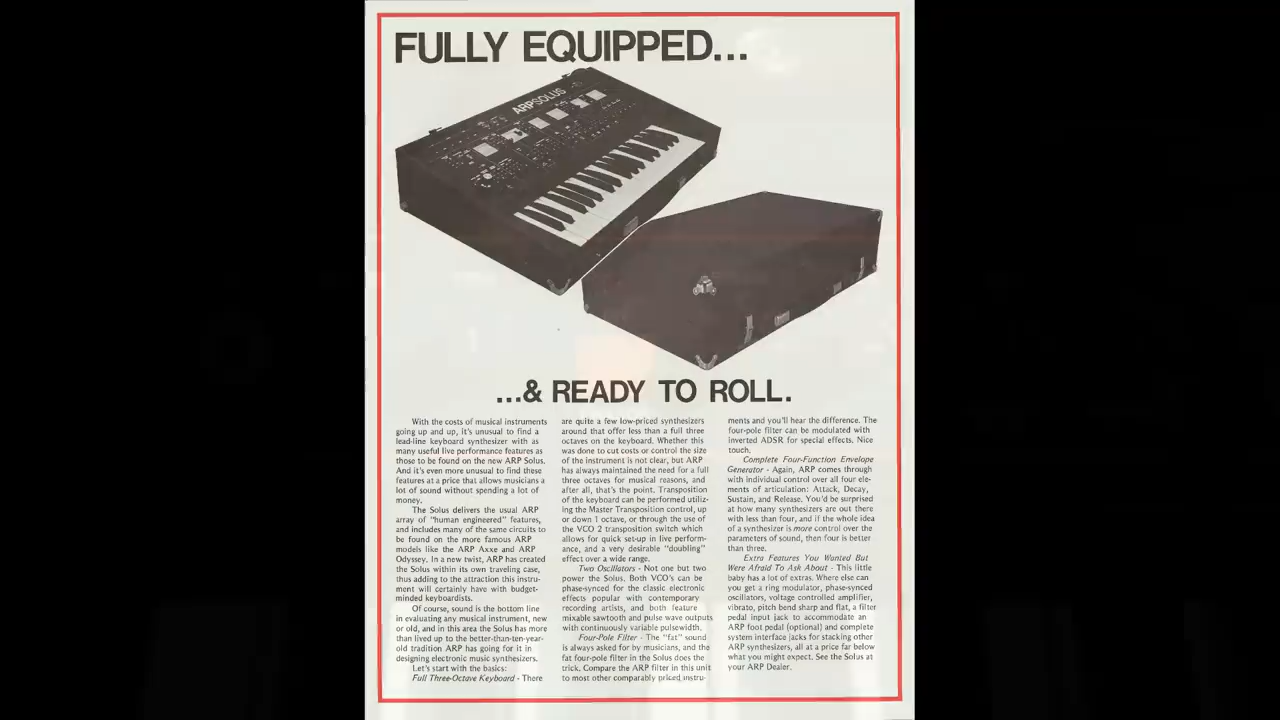 FULLY EQUIPPED...
ARPSOLUS
...& READY TO ROLL.
With the costs of musical instruments
going up and up, it's unusual to find a
lead-line keyboard synthesizer with as
many useful live performance features as
those to be found on the new ARP Solus.
And it's even more unusual to find these
features at a price that allows musicians a
lot of sound without spending a lot of
money.
The Solus delivers the usual ARP
array of "human engineered" features,
and includes many of the same circuits to
be found on the more famous ARP
models like the ARP Axxe and ARP
Odyssey. In a new twist, ARP has created
the Solus within its own traveling case,
thus adding to the attraction this instru-
ment will certainly have with budget-
minded keyboardists.
Of course, sound is the bottom line
in evaluating any musical instrument, new
or old, and in this area the Solus has more
than lived up to the better-than-ten-year-
old tradition ARP has going for it in
designing electronic music synthesizers.
Let's start with the basics:
Full Three-Octave Keyboard - There
are quite a few low-priced synthesizers
around that offer less than a full three
octaves on the keyboard. Whether this
was done to cut costs or control the size
of the instrument is not clear, but ARP
has always maintained the need for a full
three octaves for musical reasons, and
after all, that's the point. Transposition
of the keyboard can be performed utiliz-
ing the Master Transposition control, up
or down 1 octave, or through the use of
the VCO 2 transposition switch which
allows for quick set-up in live perform-
ance, and a very desirable "doubling"
effect over a wide range.
Two Oscillators - Not one but two
power the Solus. Both VCO's can be
phase-synced for the classic electronic
effects popular with contemporary
recording artists, and both feature
mixable sawtooth and pulse wave outputs
with continuously variable pulsewidth.
Four-Pole Filter - The "fat" sound
is always asked for by musicians, and the
fat four-pole filter in the Solus does the
trick. Compare the ARP filter in this unit
to most other comparably priced instru-
ments and you'll hear the difference. The
four-pole filter can be modulated with
inverted ADSR for special effects. Nice
touch.
Complete Four-Function Envelope
Generator - Again, ARP comes through
with individual control over all four ele-
ments of articulation: Attack, Decay,
Sustain, and Release. You'd be surprised
at how many synthesizers are out there
with less than four, and if the whole idea
of a synthesizer is more control over the
parameters of sound, then four is better
than three.
Extra Features You Wanted But
Were Afraid To Ask About - This little
baby has a lot of extras. Where else can
you get a ring modulator, phase-synced
oscillators, voltage controlled amplifier,
vibrato, pitch bend sharp and flat, a filter
pedal input jack to accommodate an
ARP foot pedal (optional) and complete
system interface jacks for stacking other
ARP synthesizers, all at a price far below
what you might expect. See the Solus at
your ARP Dealer.